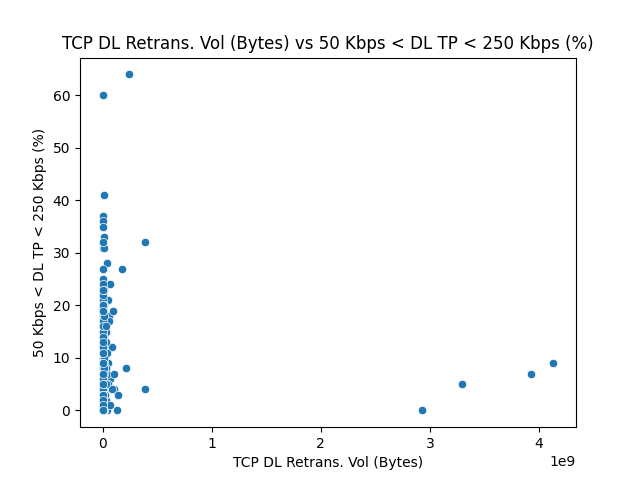 TCP DL Retrans. Vol (Bytes) vs 50 Kbps < DL TP < 250 Kbps (%)
50 Kbps < DL TP < 250 Kbps (%)
60
50
40
30
20
10
0
0 1 2 3 4
1e9
TCP DL Retrans. Vol (Bytes)